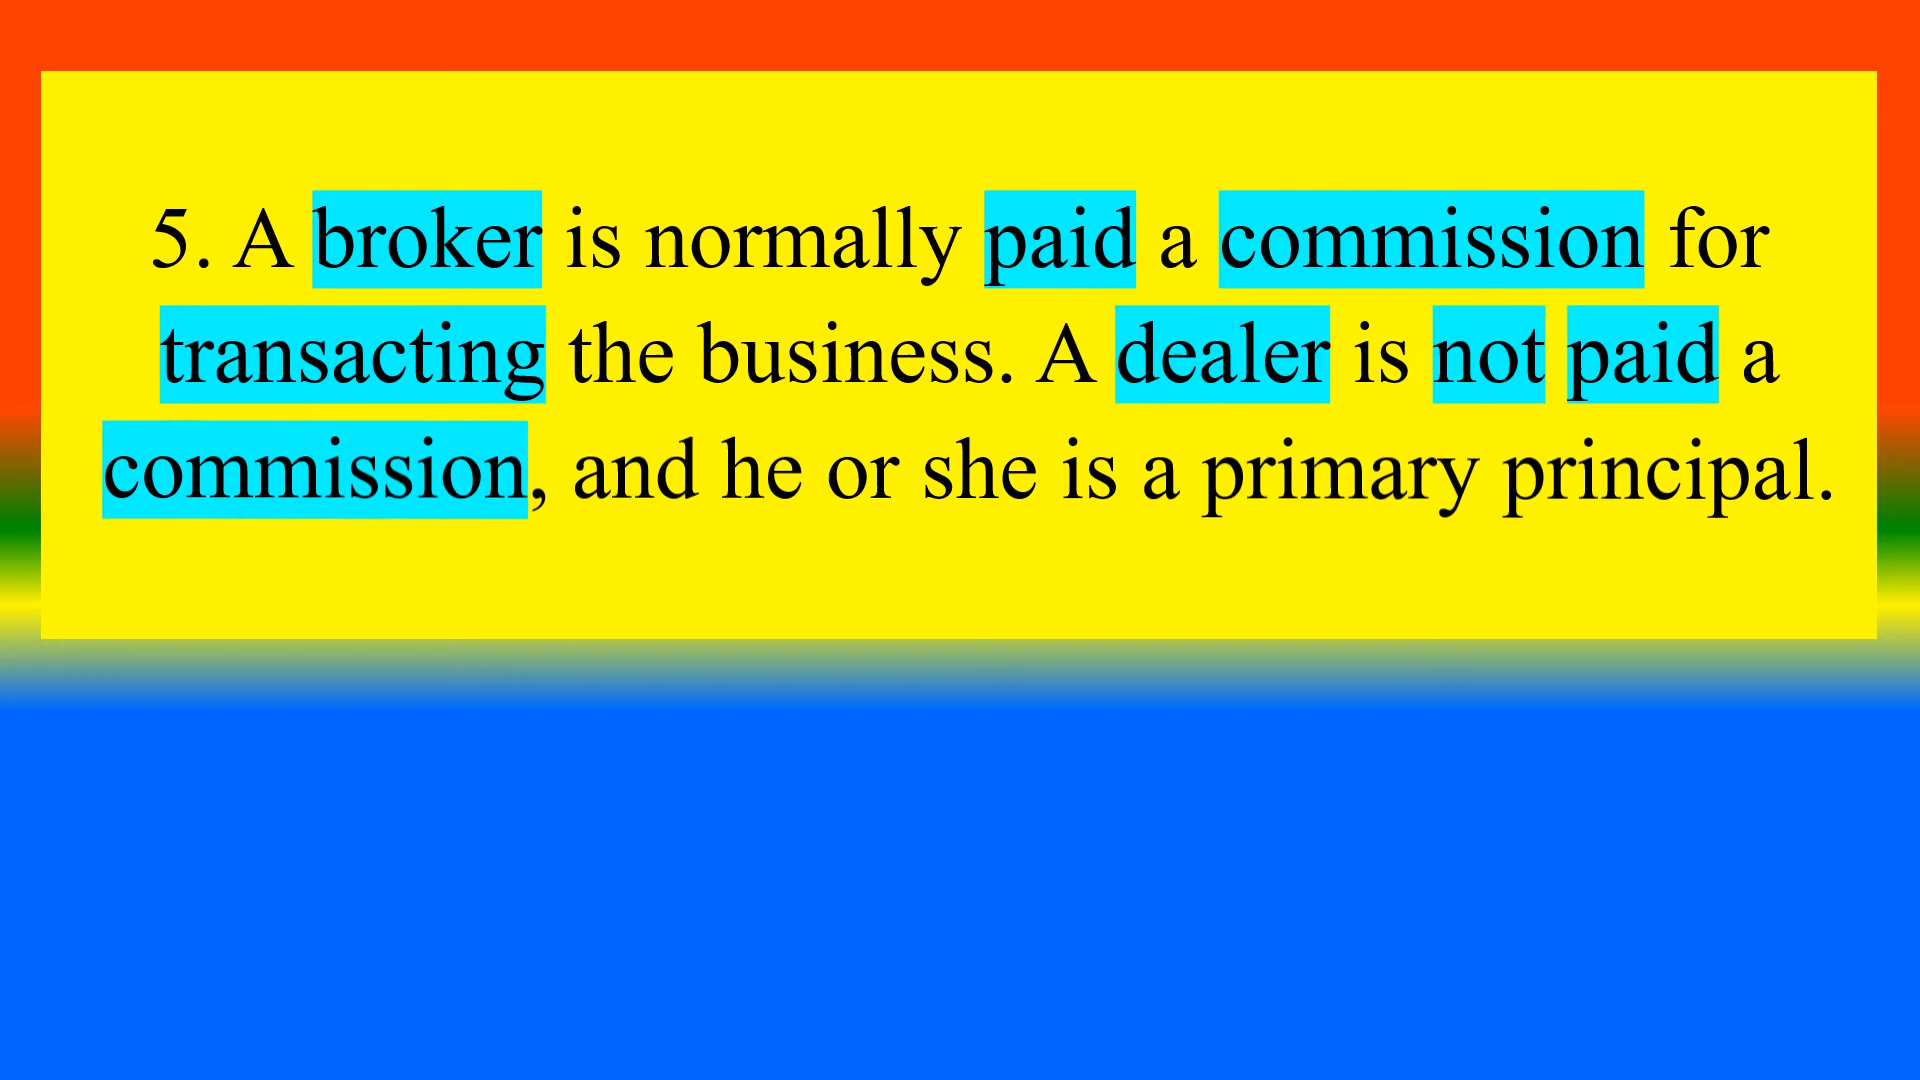 5. A broker is normally paid a commission for
transacting the business. A dealer is not paid a
commission, and he or she is a primary principal.